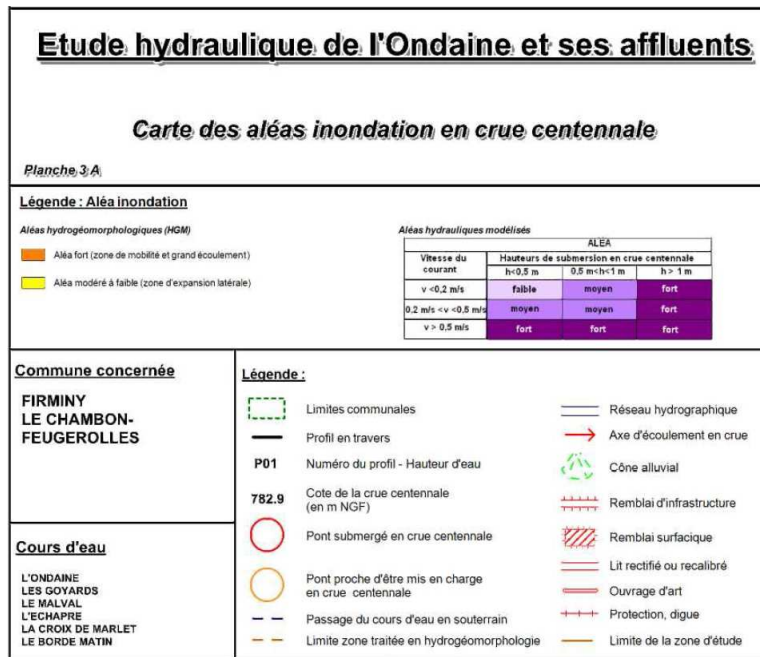 Etude hydraulique de l'Ondaine et ses affluents
Carte des aléas inondation en crue centennale
Planche 3 A
Légende : Aléa inondation
Aléas hydrogéomorphologiques (HGM)
Aléa fort (zone de mobilité et grand écoulement)
Aléa modéré à faible (zone d'expansion latérale)
Aléas hydrauliques modélisés
ALEA
Vitesse du courant
Hauteurs de submersion en crue centennale
h<0,5 m 0,5 m<h<1 m h > 1 m
v <0,2 m/s faible moyen fort
0,2 m/s <v <0,5 m/s moyen moyen fort
v > 0,5 m/s fort fort fort
Commune concernée
FIRMINY
LE CHAMBON-
FEUGEROLLES
Cours d'eau
L'ONDAINE
LES GOYARDS
LE MALVAL
L'ECHAPRE
LA CROIX DE MARLET
LE BORDE MATIN
Légende :
Limites communales
Profil en travers
P01 Numéro du profil - Hauteur d'eau
782.9 Cote de la crue centennale
(en m NGF)
Pont submergé en crue centennale
Pont proche d'être mis en charge
en crue centennale
Passage du cours d'eau en souterrain
Limite zone traitée en hydrogéomorphologie
Réseau hydrographique
Axe d'écoulement en crue
Cône alluvial
Remblai d'infrastructure
Remblai surfacique
Lit rectifié ou recalibré
Ouvrage d'art
Protection, digue
Limite de la zone d'étude